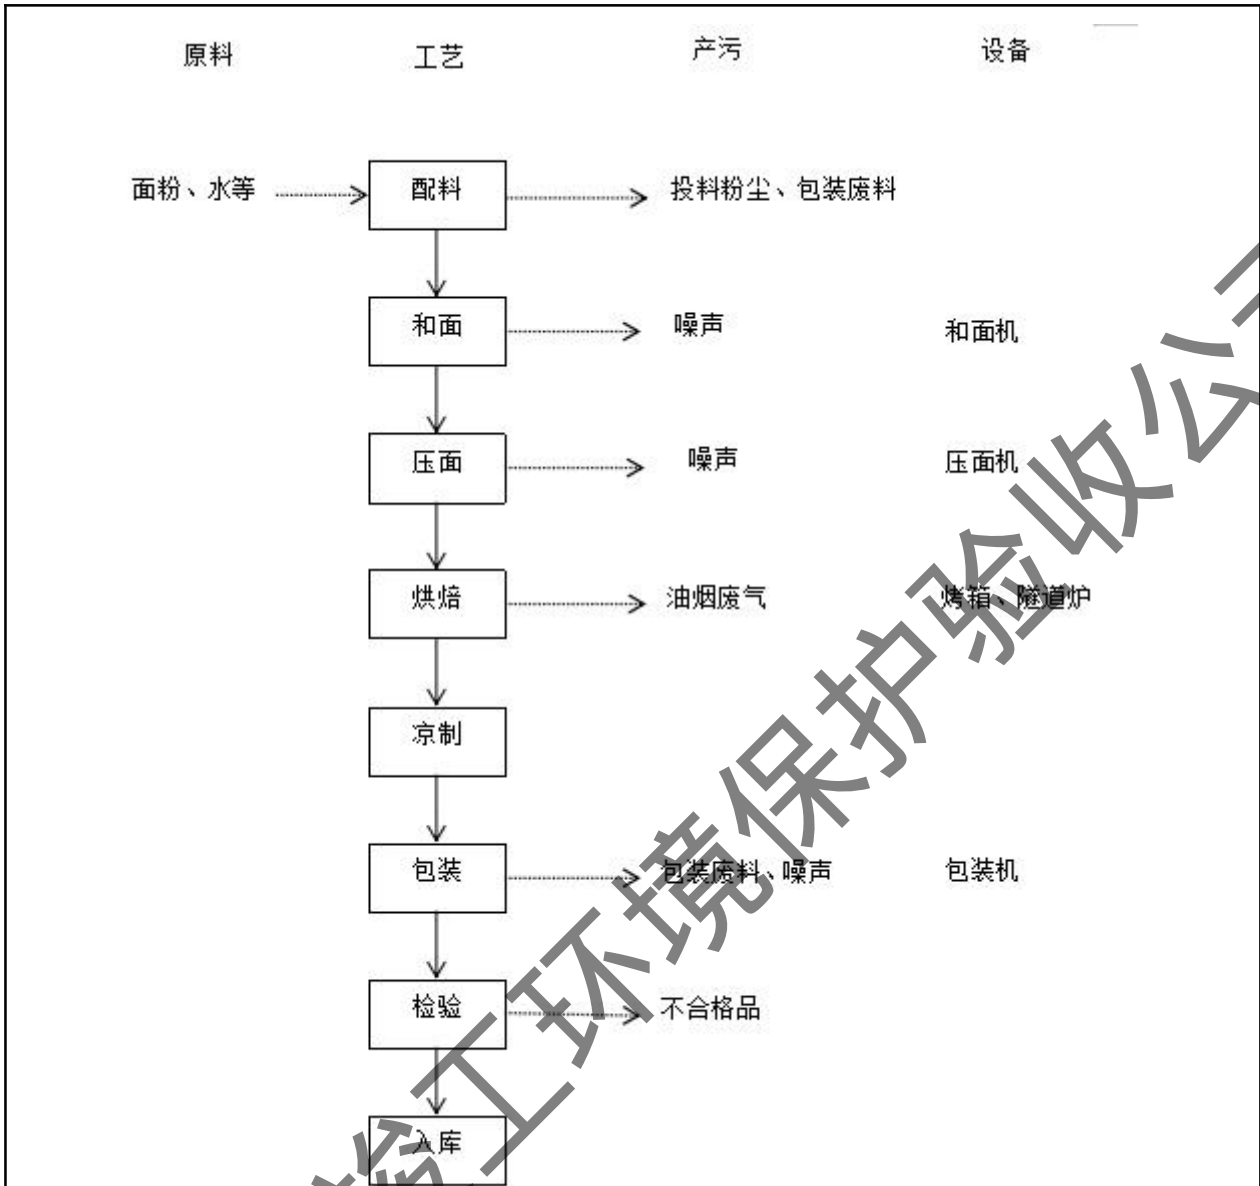 原料 工艺 产污 设备
面粉、水等 配料 投料粉尘、包装废料
和面 噪声 和面机
压面 噪声 压面机
烘焙 油烟废气 烤箱、隧道炉
凉制
包装 包装废料、噪声 包装机
检验 不合格品
入库
竣工环境保护验收公示